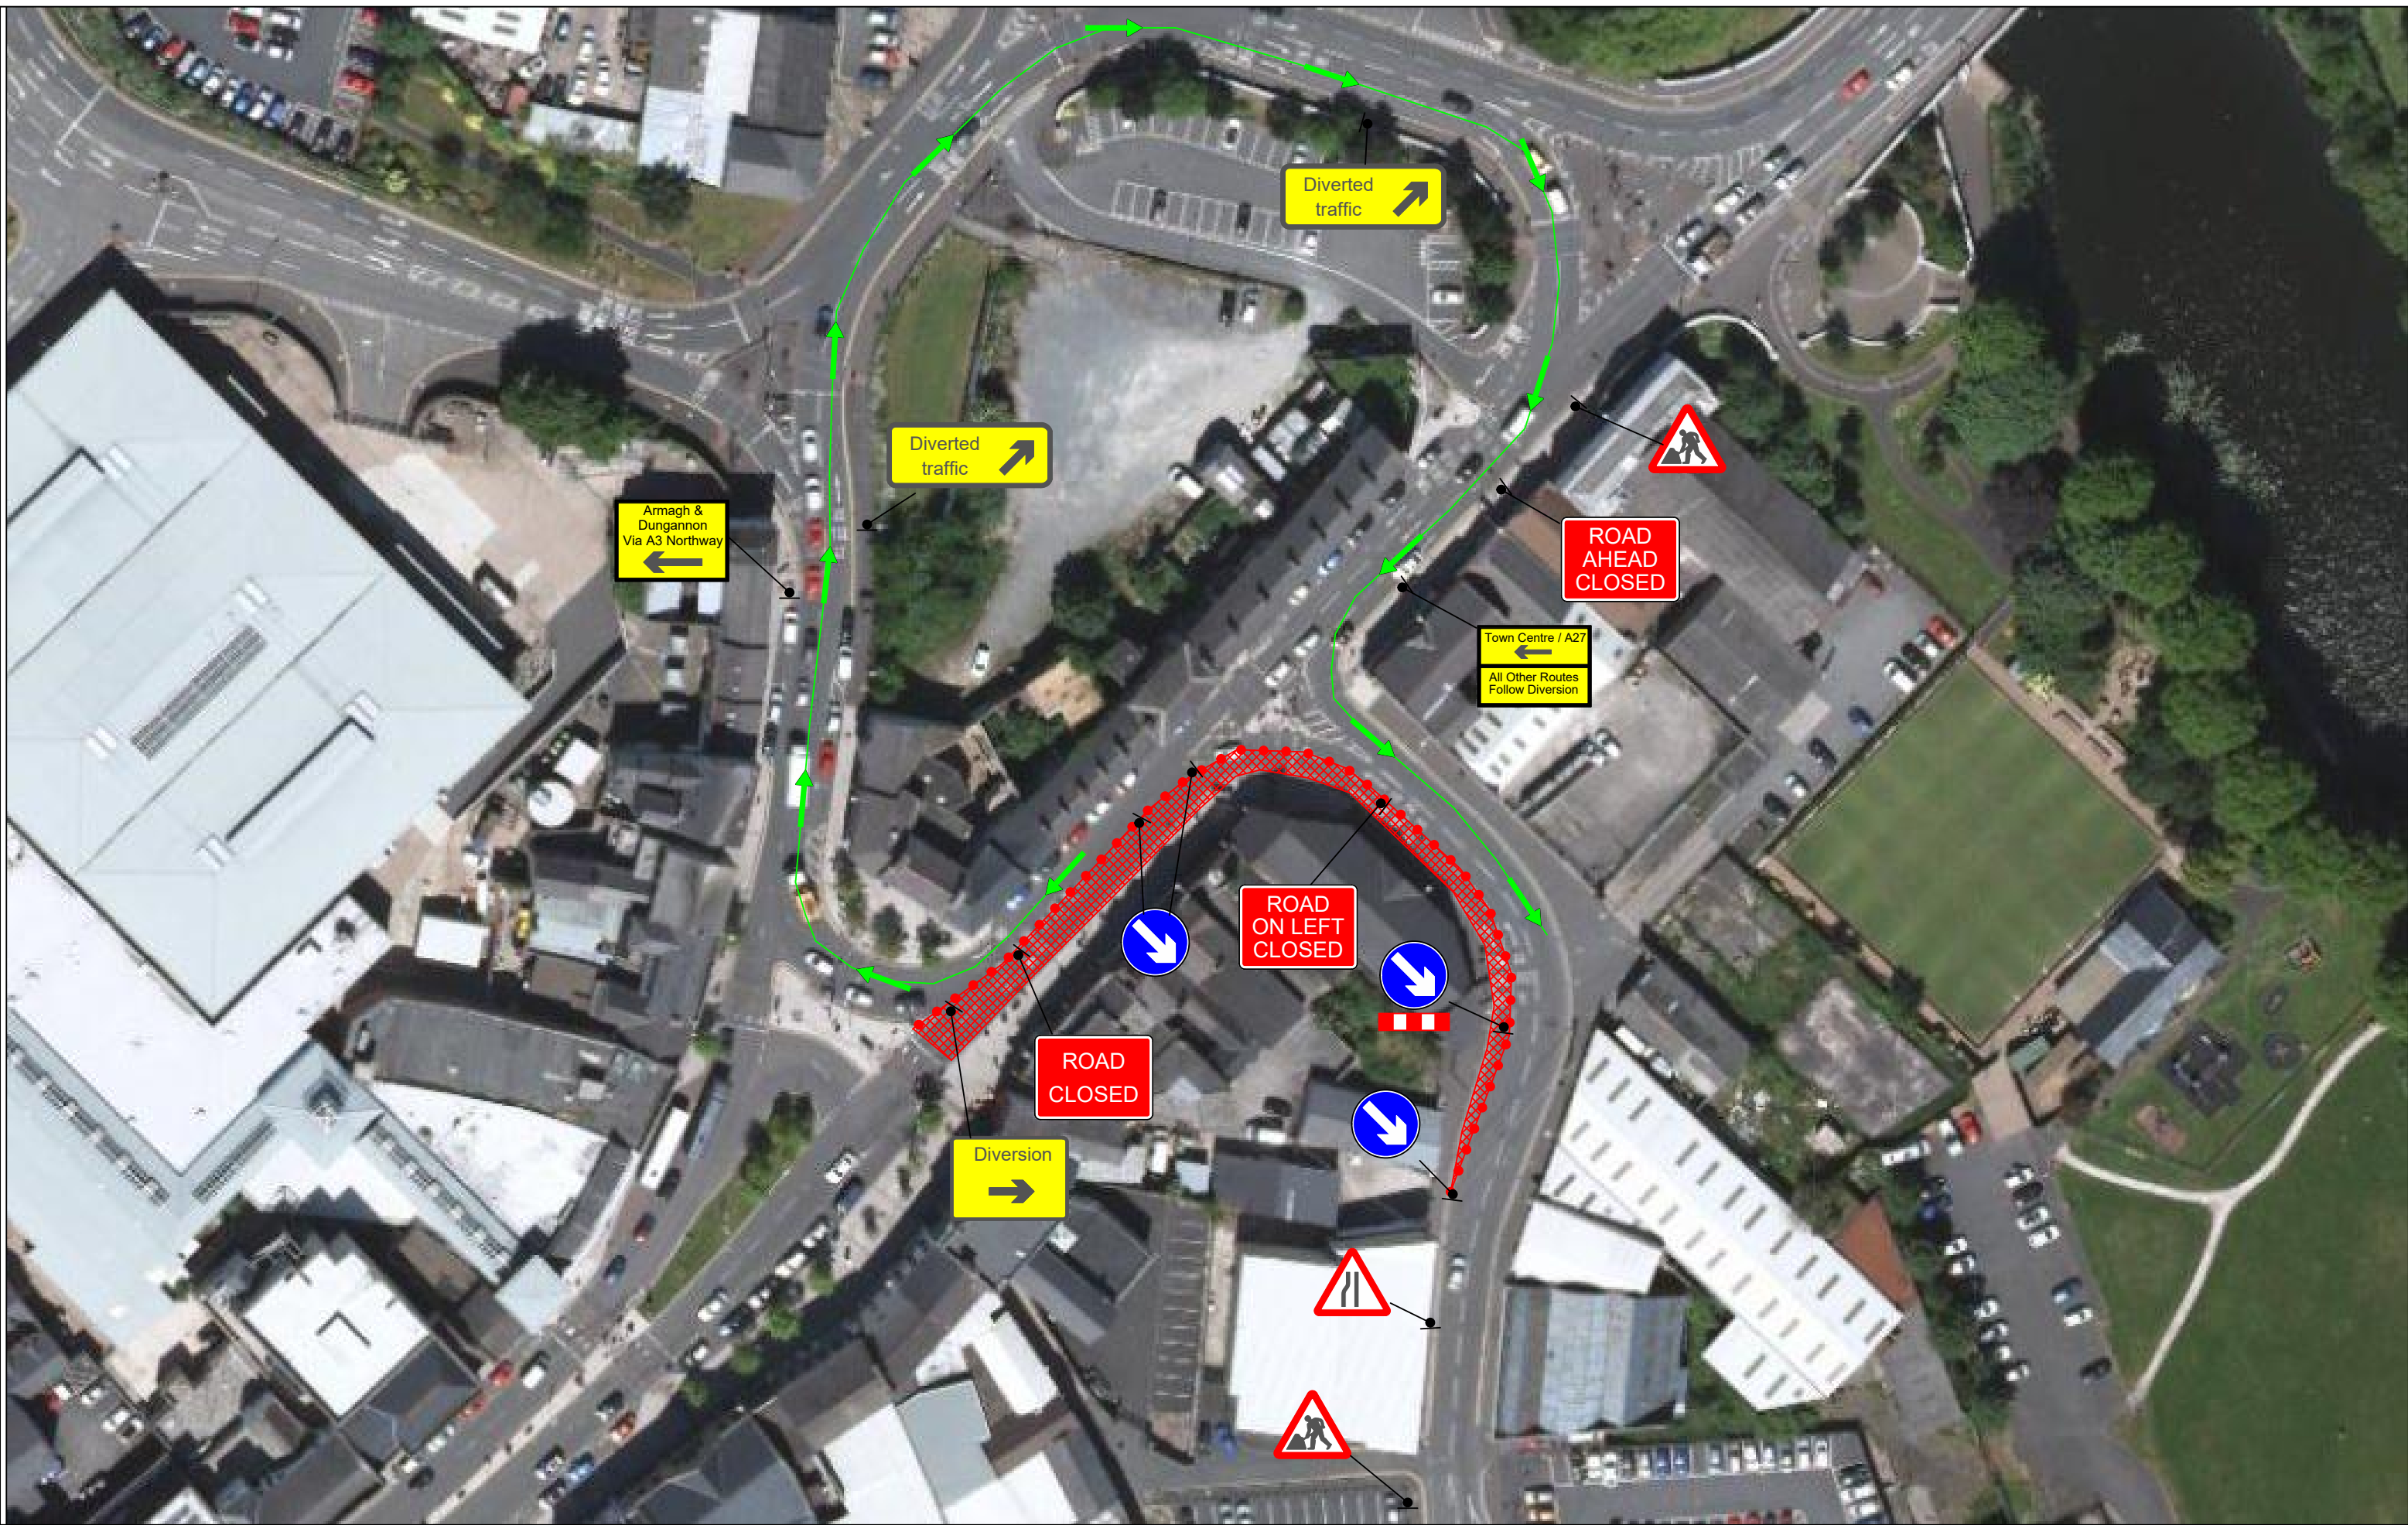 Diverted
traffic
Diverted
traffic
Armagh &
Dungannon
Via A3 Northway
ROAD
AHEAD
CLOSED
Town Centre / A27
All Other Routes
Follow Diversion
ROAD
ON LEFT
CLOSED
ROAD
CLOSED
Diversion